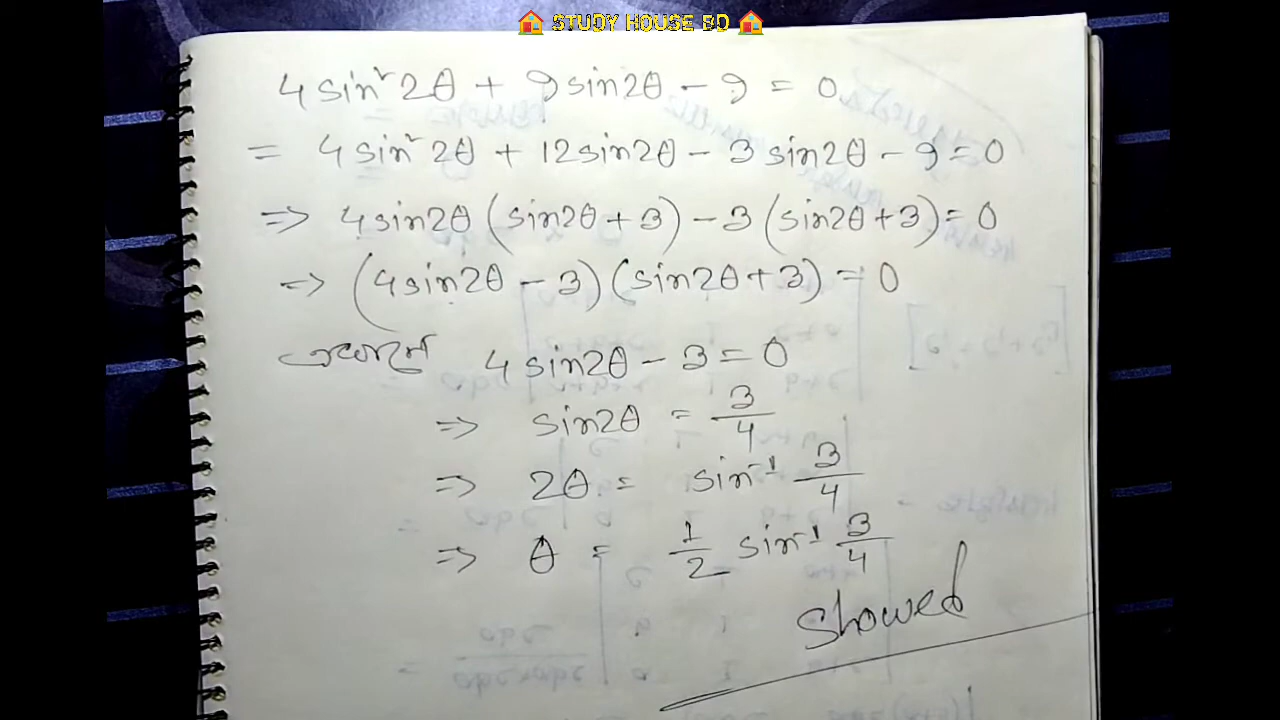 🏠 STUDY HOUSE BD 🏠
4 sin² 2θ + 9 sin2θ - 9 = 0
= 4 sin² 2θ + 12 sin2θ - 3 sin2θ - 9 = 0
=> 4 sin2θ (sin2θ + 3) - 3 (sin2θ + 3) = 0
=> (4 sin2θ - 3) (sin2θ + 3) = 0
4 sin2θ - 3 = 0
=> sin2θ = 3/4
=> 2θ = sin⁻¹ 3/4
=> θ = 1/2 sin⁻¹ 3/4
Showed